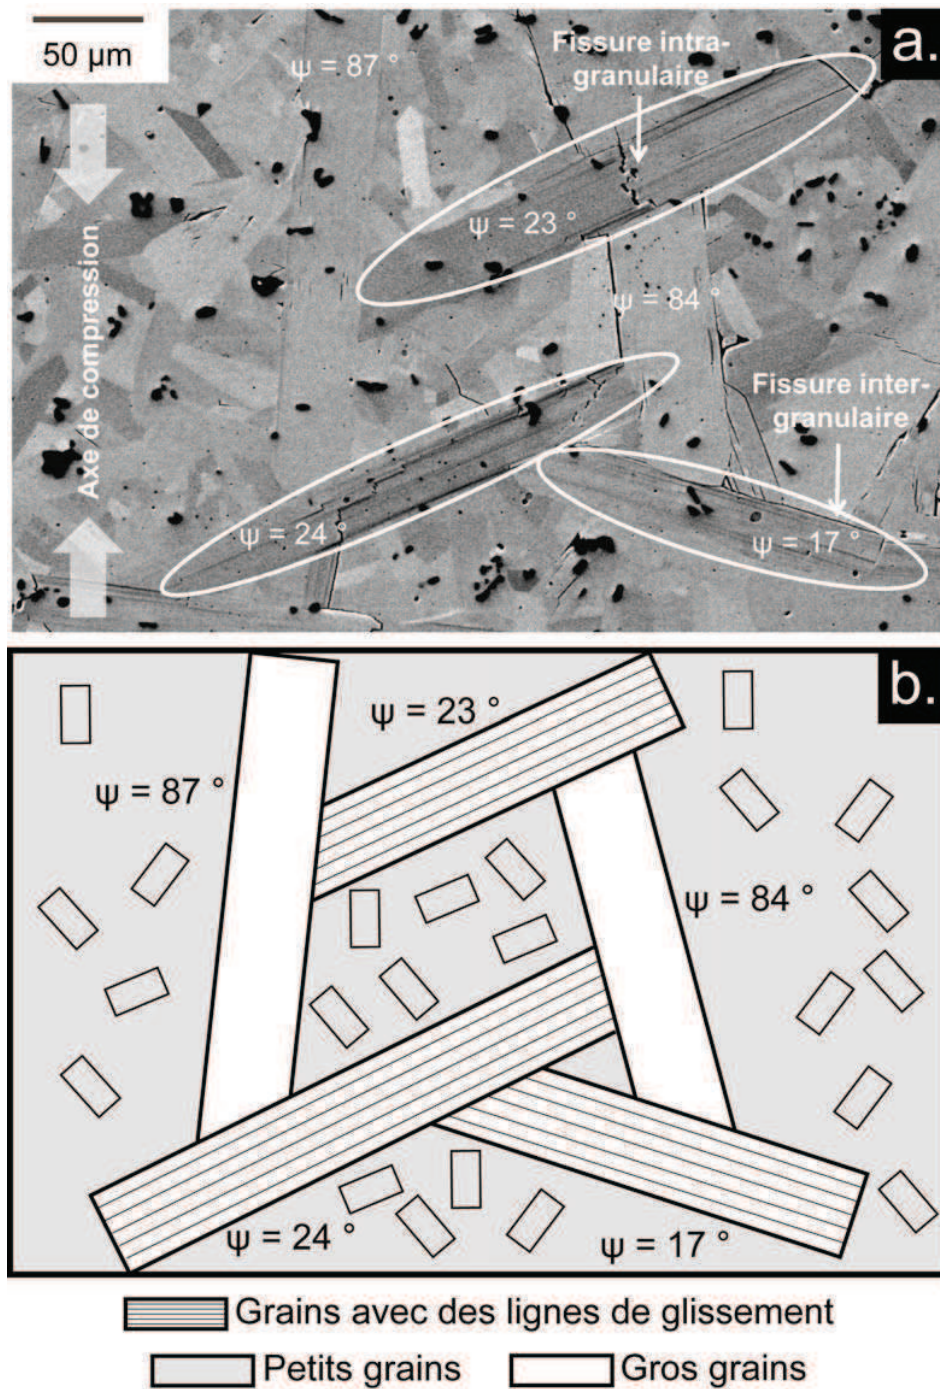 50 µm
a.
ψ = 87 °
Fissure intra-
granulaire
ψ = 23 °
Axe de compression
ψ = 84 °
Fissure inter-
granulaire
ψ = 24 °
ψ = 17 °
b.
ψ = 23 °
ψ = 87 °
ψ = 84 °
ψ = 24 °
ψ = 17 °
Grains avec des lignes de glissement
Petits grains
Gros grains